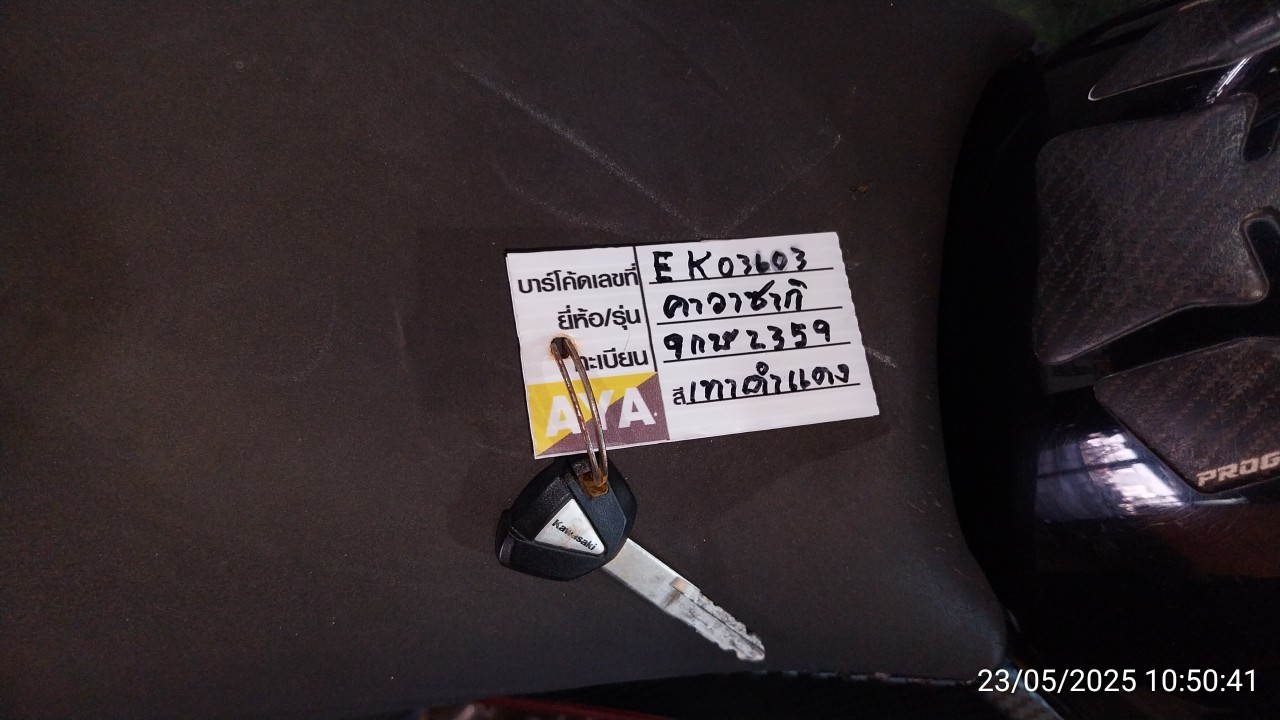 บาร์โค้ดเลขที่ EK03603
ยี่ห้อ/รุ่น คาวาซากิ
ทะเบียน 9กษ2359
สีเทาดำแดง
AYA
Kawasaki
PROG
23/05/2025 10:50:41